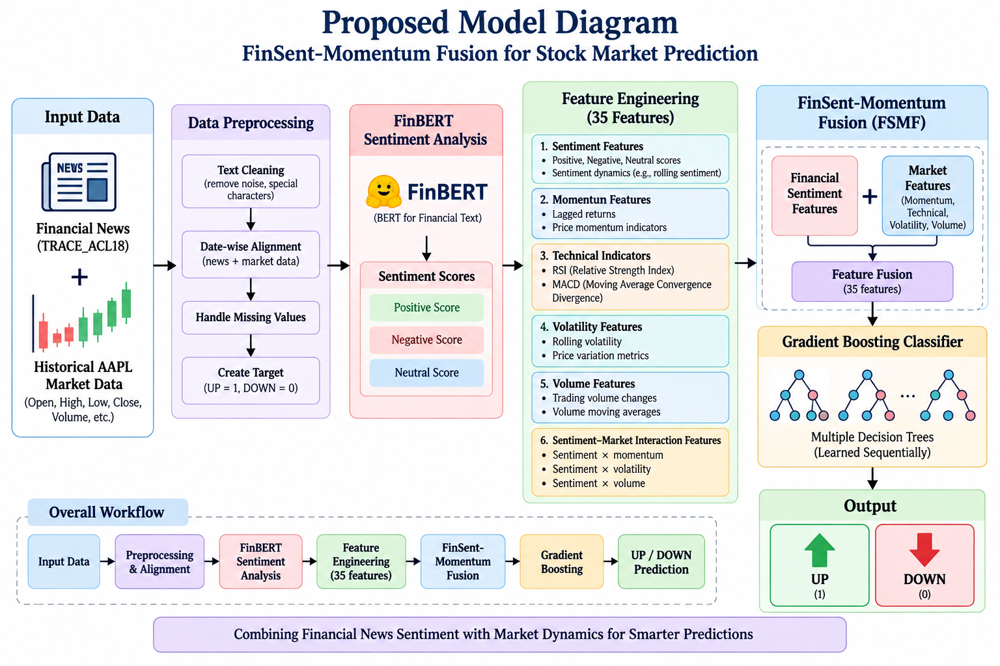 Proposed Model Diagram
FinSent-Momentum Fusion for Stock Market Prediction
Input Data
NEWS
Financial News
(TRACE_ACL18)
+
Historical AAPL
Market Data
(Open, High, Low, Close,
Volume, etc.)
Data Preprocessing
Text Cleaning
(remove noise, special
characters)
Date-wise Alignment
(news + market data)
Handle Missing Values
Create Target
(UP = 1, DOWN = 0)
FinBERT
Sentiment Analysis
FinBERT
(BERT for Financial Text)
Sentiment Scores
Positive Score
Negative Score
Neutral Score
Feature Engineering
(35 Features)
1. Sentiment Features
• Positive, Negative, Neutral scores
• Sentiment dynamics (e.g., rolling sentiment)
2. Momentun Features
• Lagged returns
• Price momentum indicators
3. Technical Indicators
• RSI (Relative Strength Index)
• MACD (Moving Average Convergence
Divergence)
4. Volatility Features
• Rolling volatility
• Price variation metrics
5. Volume Features
• Trading volume changes
• Volume moving averages
6. Sentiment–Market Interaction Features
• Sentiment × momentum
• Sentiment × volatility
• Sentiment × volume
FinSent-Momentum
Fusion (FSMF)
Financial
Sentiment
Features
+
Market
Features
(Momentum,
Technical,
Volatility, Volume)
Feature Fusion
(35 features)
Gradient Boosting Classifier
...
Multiple Decision Trees
(Learned Sequentially)
Output
UP
(1)
DOWN
(0)
Overall Workflow
Input Data
Preprocessing
& Alignment
FinBERT
Sentiment
Analysis
Feature
Engineering
(35 features)
FinSent-
Momentum
Fusion
Gradient
Boosting
UP / DOWN
Prediction
Combining Financial News Sentiment with Market Dynamics for Smarter Predictions